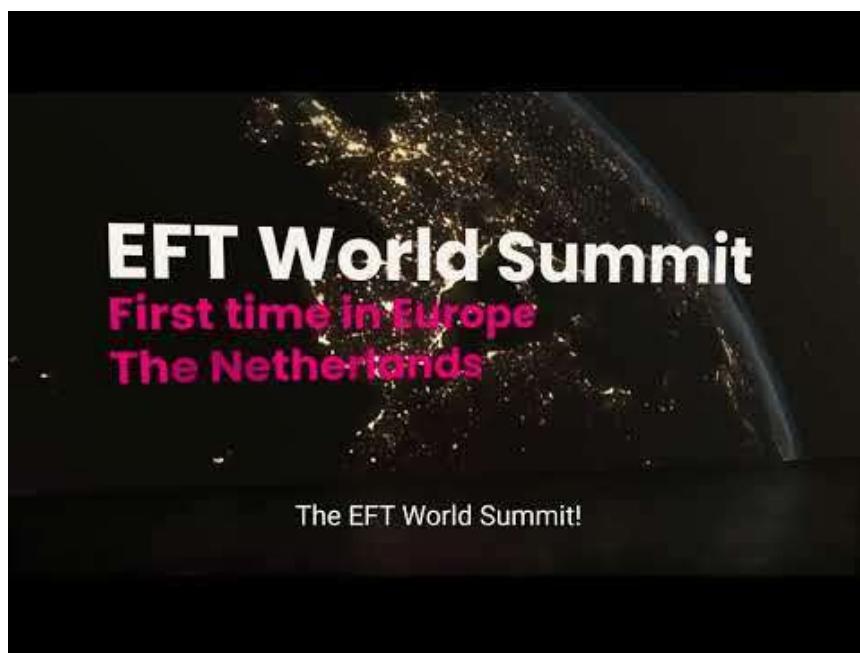 EFT World Summit
First time in Europe
The Netherlands
The EFT World Summit!